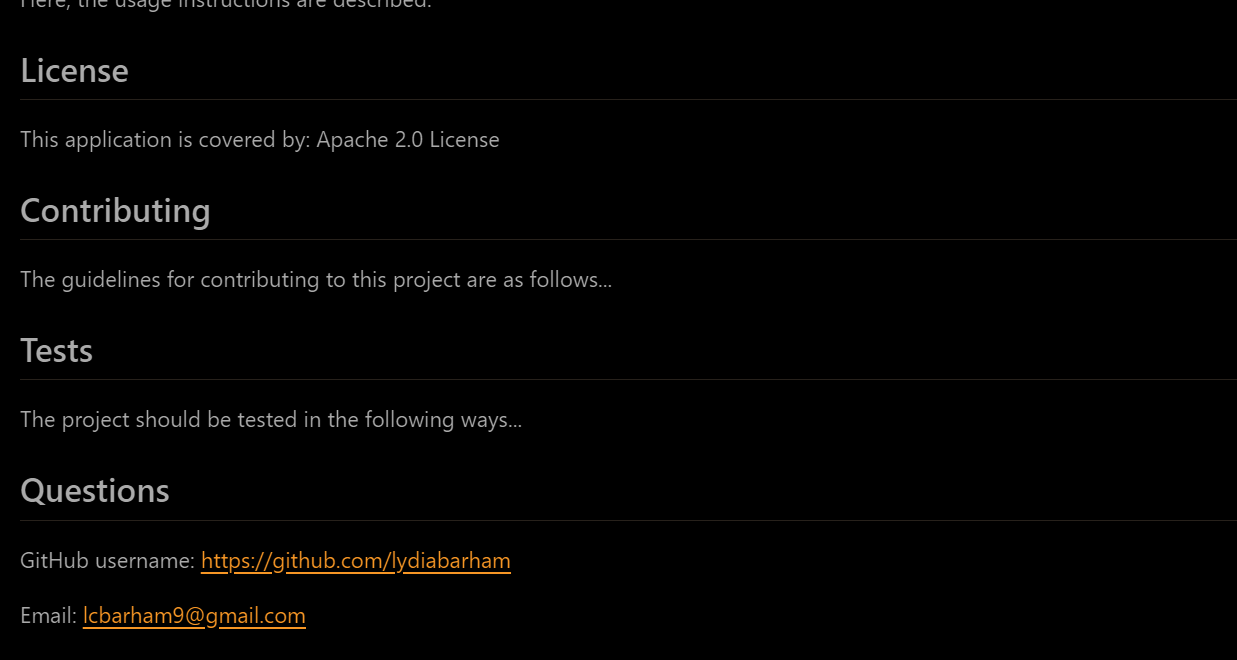 Here, the usage instructions are described.
License
This application is covered by: Apache 2.0 License
Contributing
The guidelines for contributing to this project are as follows...
Tests
The project should be tested in the following ways...
Questions
GitHub username: https://github.com/lydiabarham
Email: lcbarham9@gmail.com